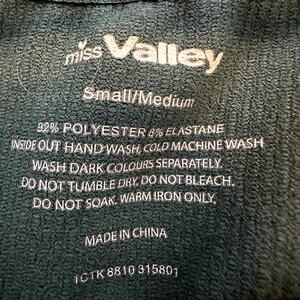 miss Valley
Small/Medium
92% POLYESTER 8% ELASTANE
INSIDE OUT HAND WASH, COLD MACHINE WASH
WASH DARK COLOURS SEPARATELY.
DO NOT TUMBLE DRY. DO NOT BLEACH.
DO NOT SOAK. WARM IRON ONLY.
MADE IN CHINA
TCTK 8810 315801